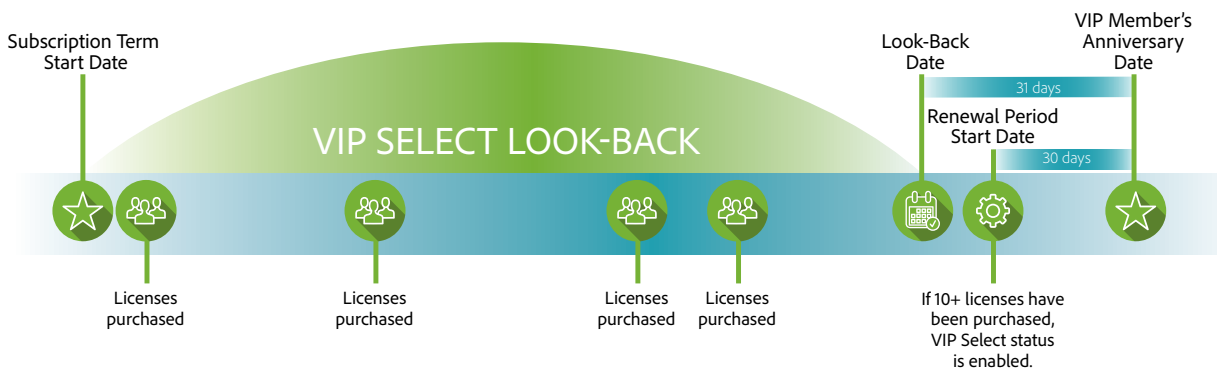 Subscription Term
Start Date
Look-Back
Date
VIP Member's
Anniversary
Date
31 days
Renewal Period
Start Date
30 days
VIP SELECT LOOK-BACK
Licenses
purchased
Licenses
purchased
Licenses
purchased
Licenses
purchased
If 10+ licenses have
been purchased,
VIP Select status
is enabled.